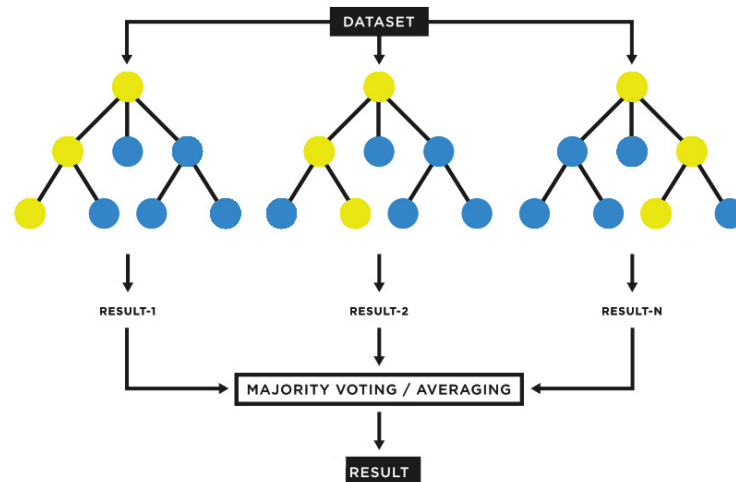 DATASET
RESULT-1
RESULT-2
RESULT-N
MAJORITY VOTING / AVERAGING
RESULT